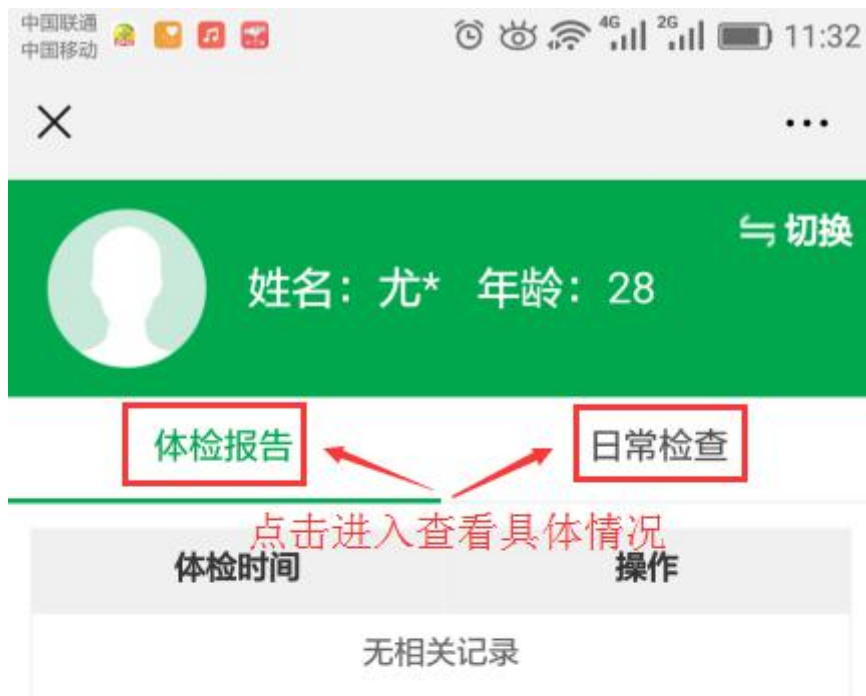 中国联通
中国移动
4G 2G 11:32
切换
姓名：尤* 年龄：28
体检报告 日常检查
点击进入查看具体情况
体检时间 操作
无相关记录